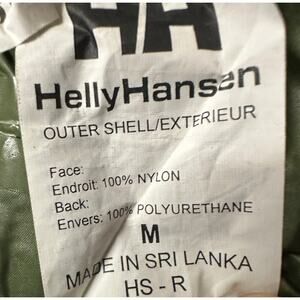 HH
HellyHansen
OUTER SHELL/EXTERIEUR
Face:
Endroit: 100% NYLON
Back:
Envers: 100% POLYURETHANE
M
MADE IN SRI LANKA
HS - R